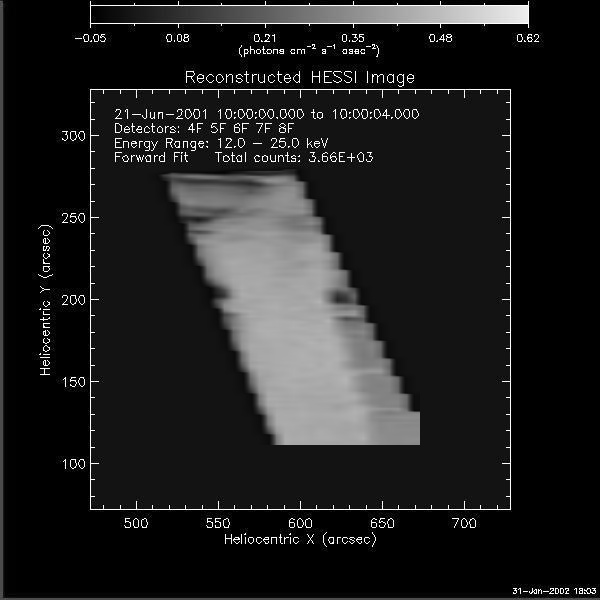 -0.05 0.08 0.21 0.35 0.48 0.62
(photons cm⁻² s⁻¹ asec⁻²)
Reconstructed HESSI Image
21-Jun-2001 10:00:00.000 to 10:00:04.000
Detectors: 4F 5F 6F 7F 8F
Energy Range: 12.0 - 25.0 keV
Forward Fit Total counts: 3.66E+03
Heliocentric Y (arcsec)
300
250
200
150
100
500 550 600 650 700
Heliocentric X (arcsec)
31-Jan-2002 18:03